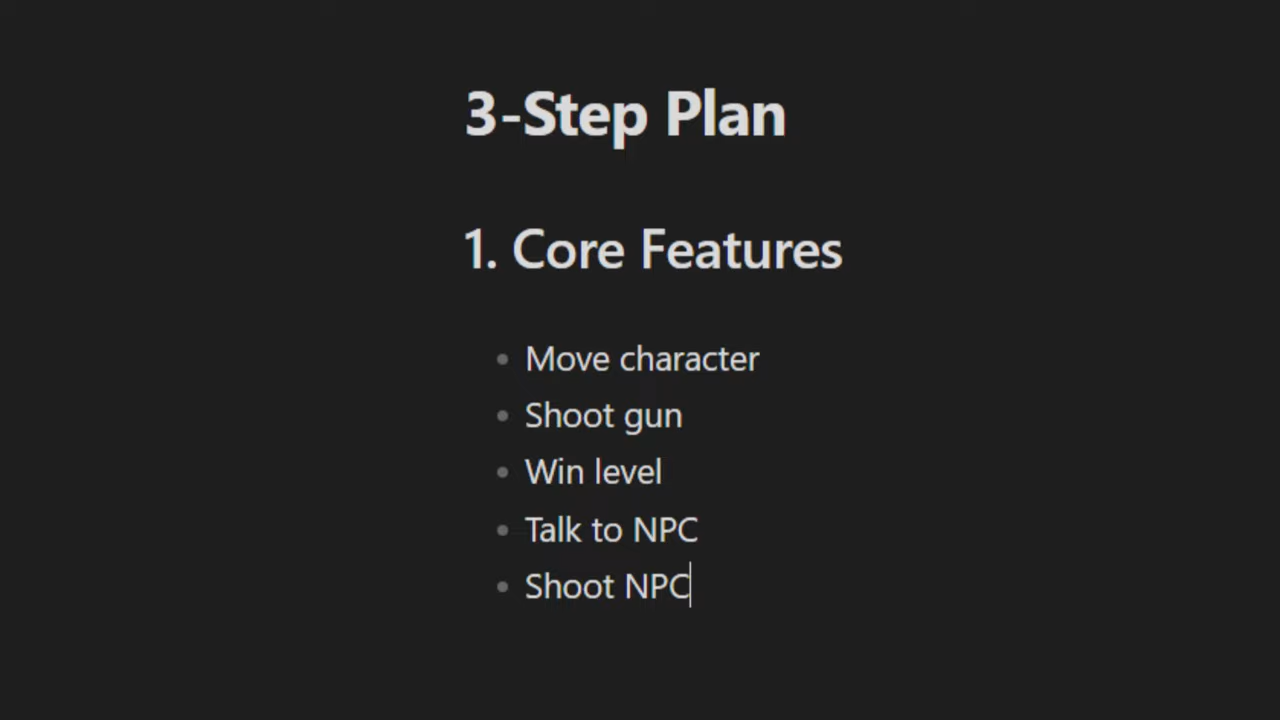 3-Step Plan
1. Core Features
• Move character
• Shoot gun
• Win level
• Talk to NPC
• Shoot NPC